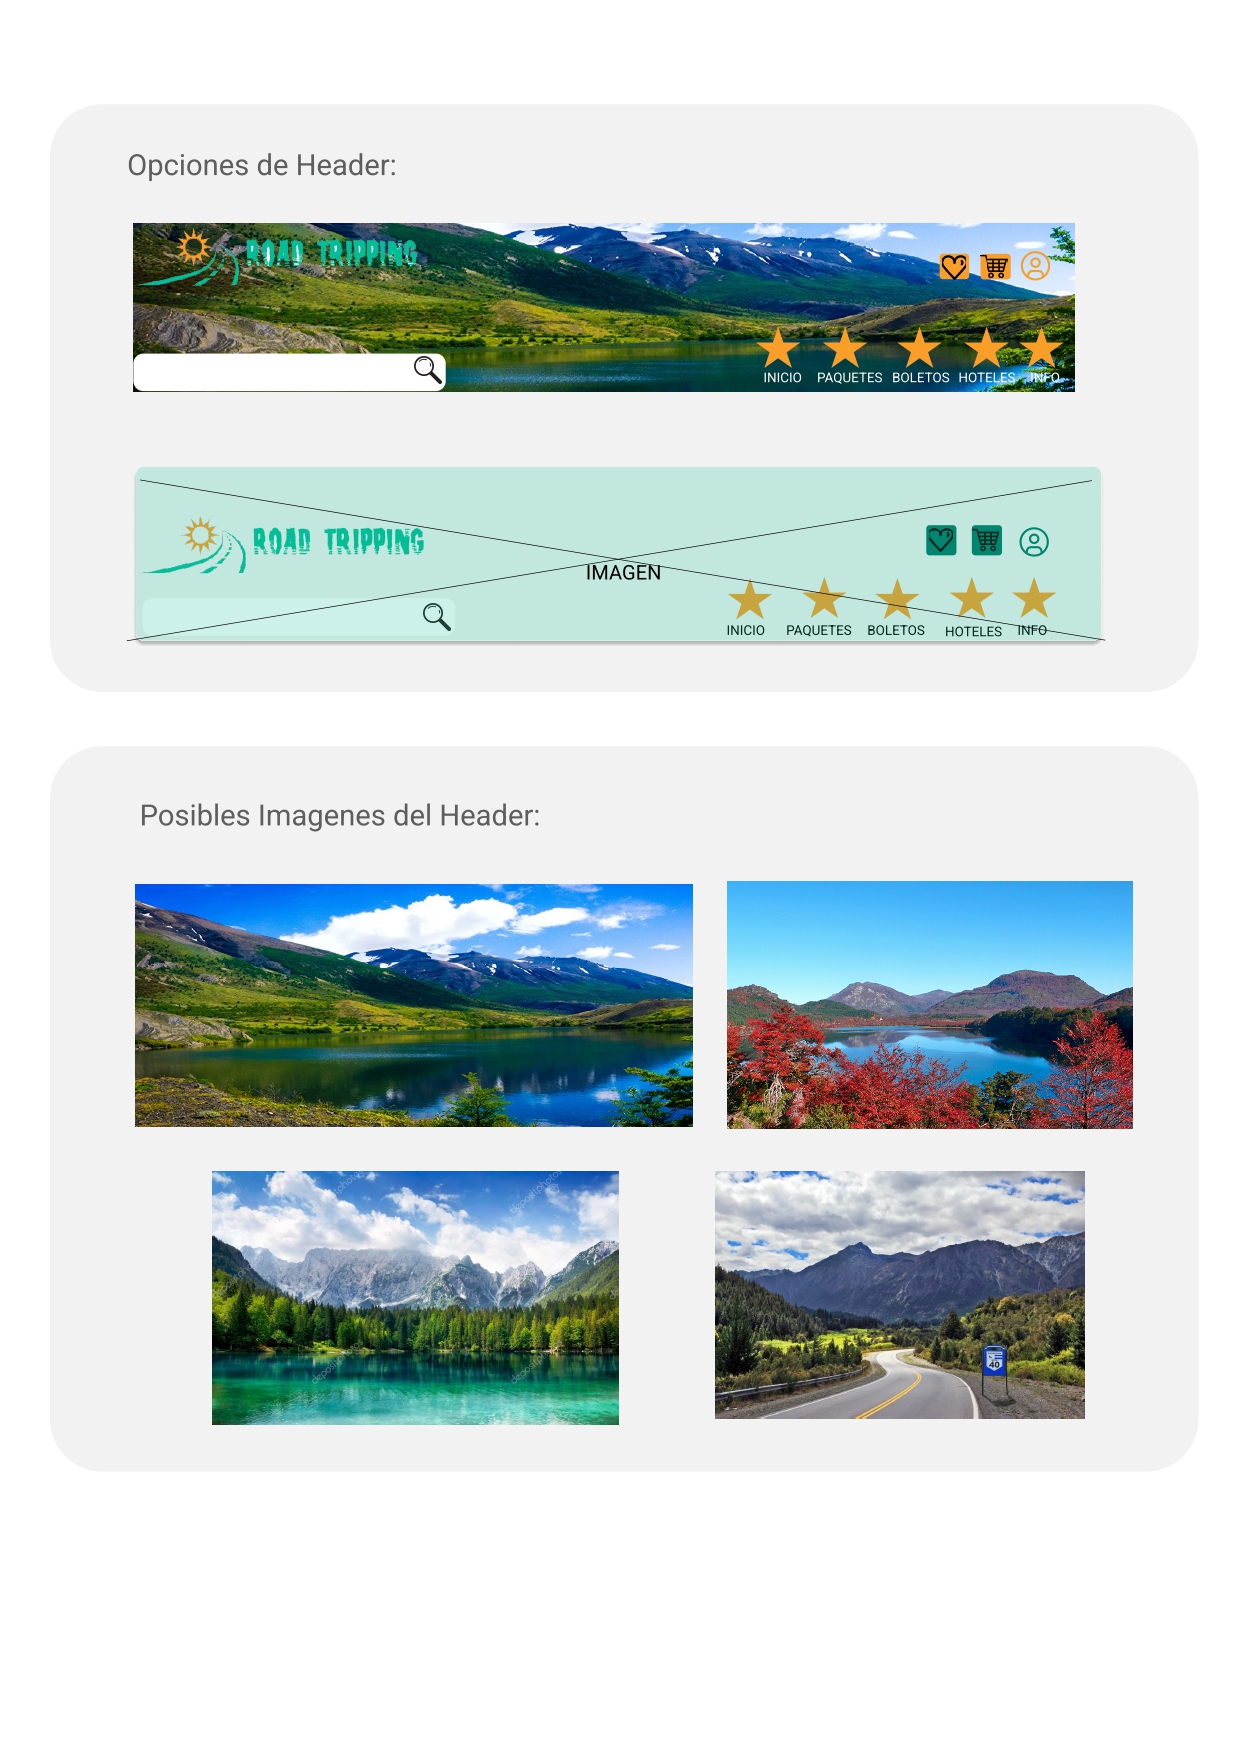 Opciones de Header:
ROAD TRIPPING
INICIO PAQUETES BOLETOS HOTELES INFO
ROAD TRIPPING
IMAGEN
INICIO PAQUETES BOLETOS HOTELES INFO
Posibles Imagenes del Header:
depositphotos
40